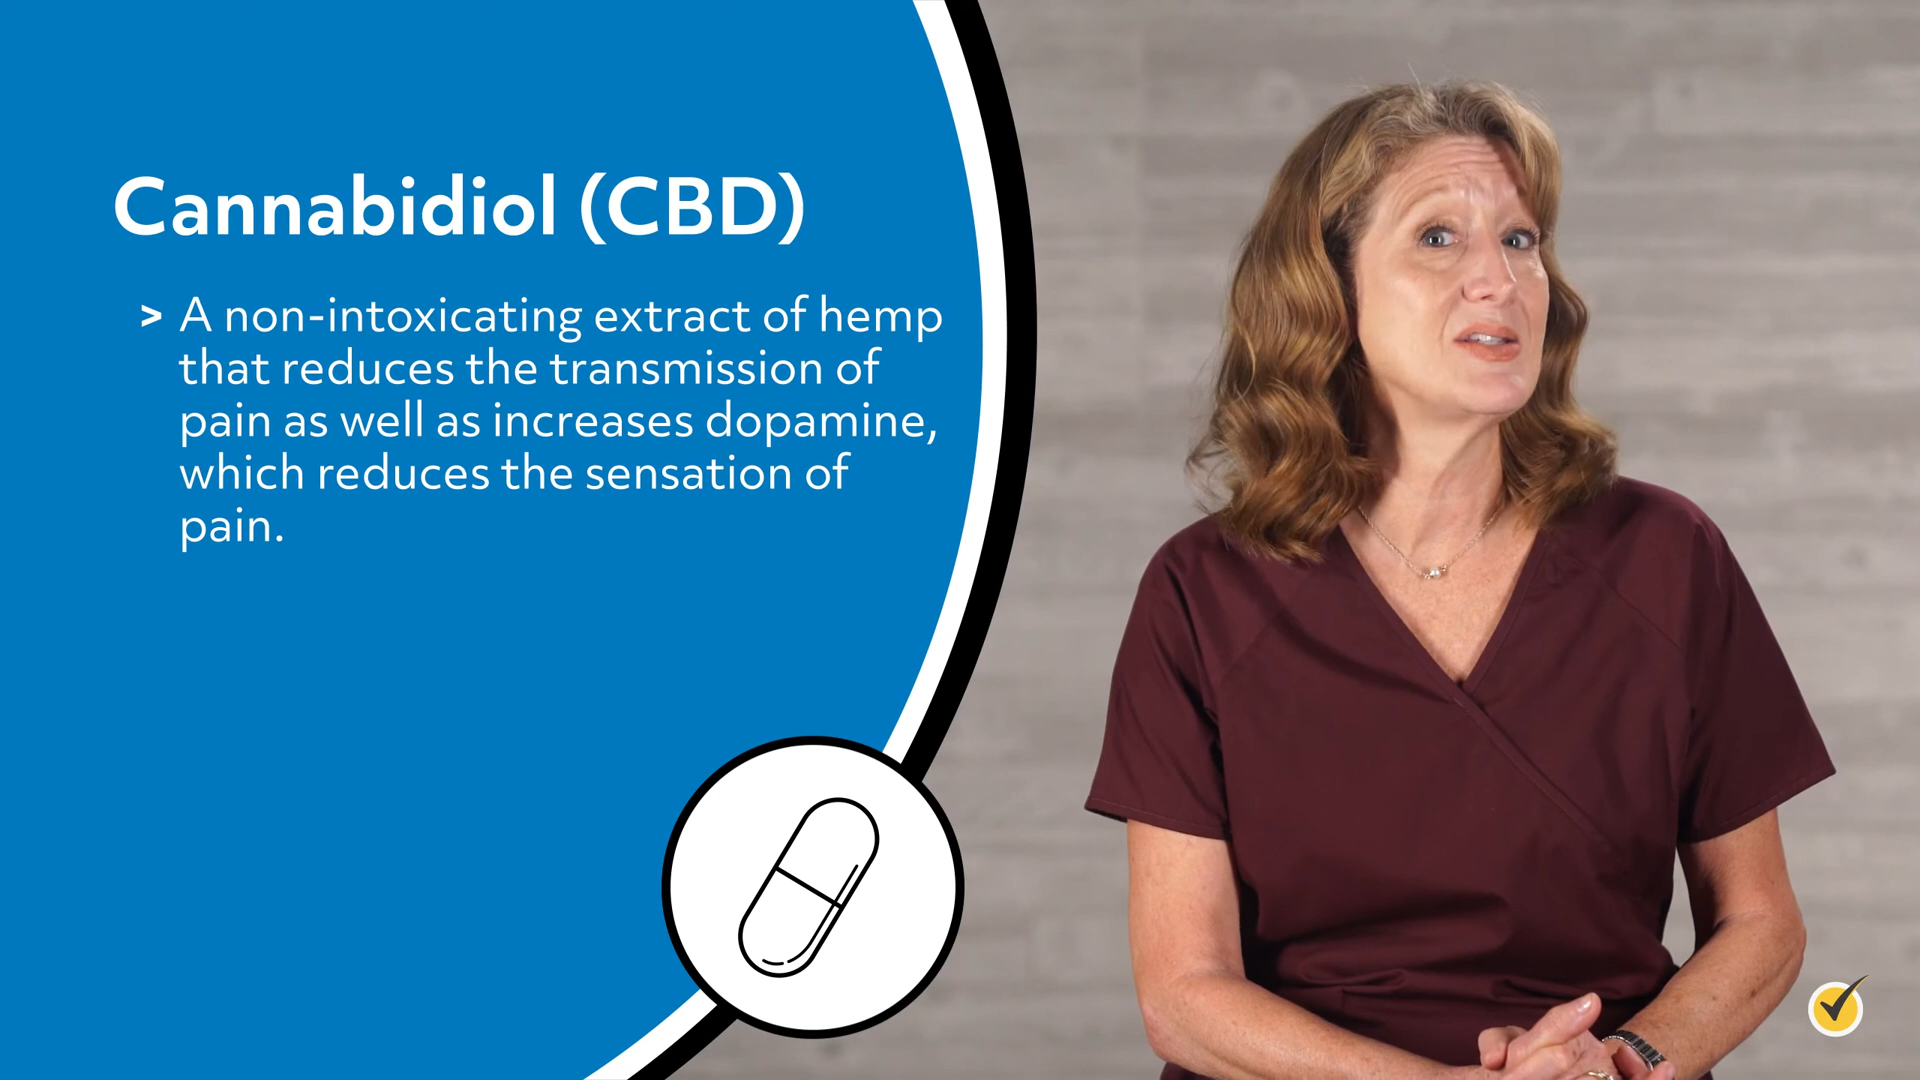 Cannabidiol (CBD)
> A non-intoxicating extract of hemp
that reduces the transmission of
pain as well as increases dopamine,
which reduces the sensation of
pain.